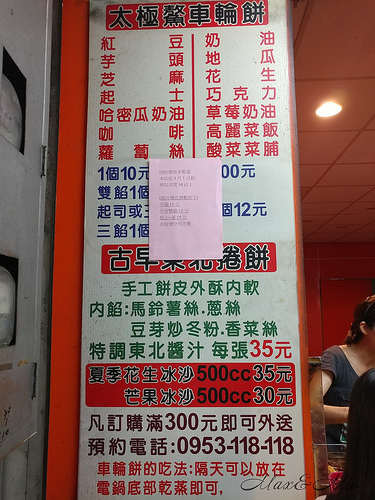 太極鰲車輪餅
紅豆 奶油
芋頭 地瓜
芝麻 花生
起士 巧克力
哈密瓜奶油 草莓奶油
咖啡 高麗菜飯
蘿蔔絲 酸菜菜脯
1個10元 00元
雙餡1個
起司或三 個12元
三餡1個
古早東北捲餅
手工餅皮外酥內軟
內餡:馬鈴薯絲.蔥絲
豆芽炒冬粉.香菜絲
特調東北醬汁 每張35元
夏季花生冰沙500cc35元
芒果冰沙500cc30元
凡訂購滿300元即可外送
預約電話:0953-118-118
車輪餅的吃法:隔天可以放在
電鍋底部乾蒸即可,